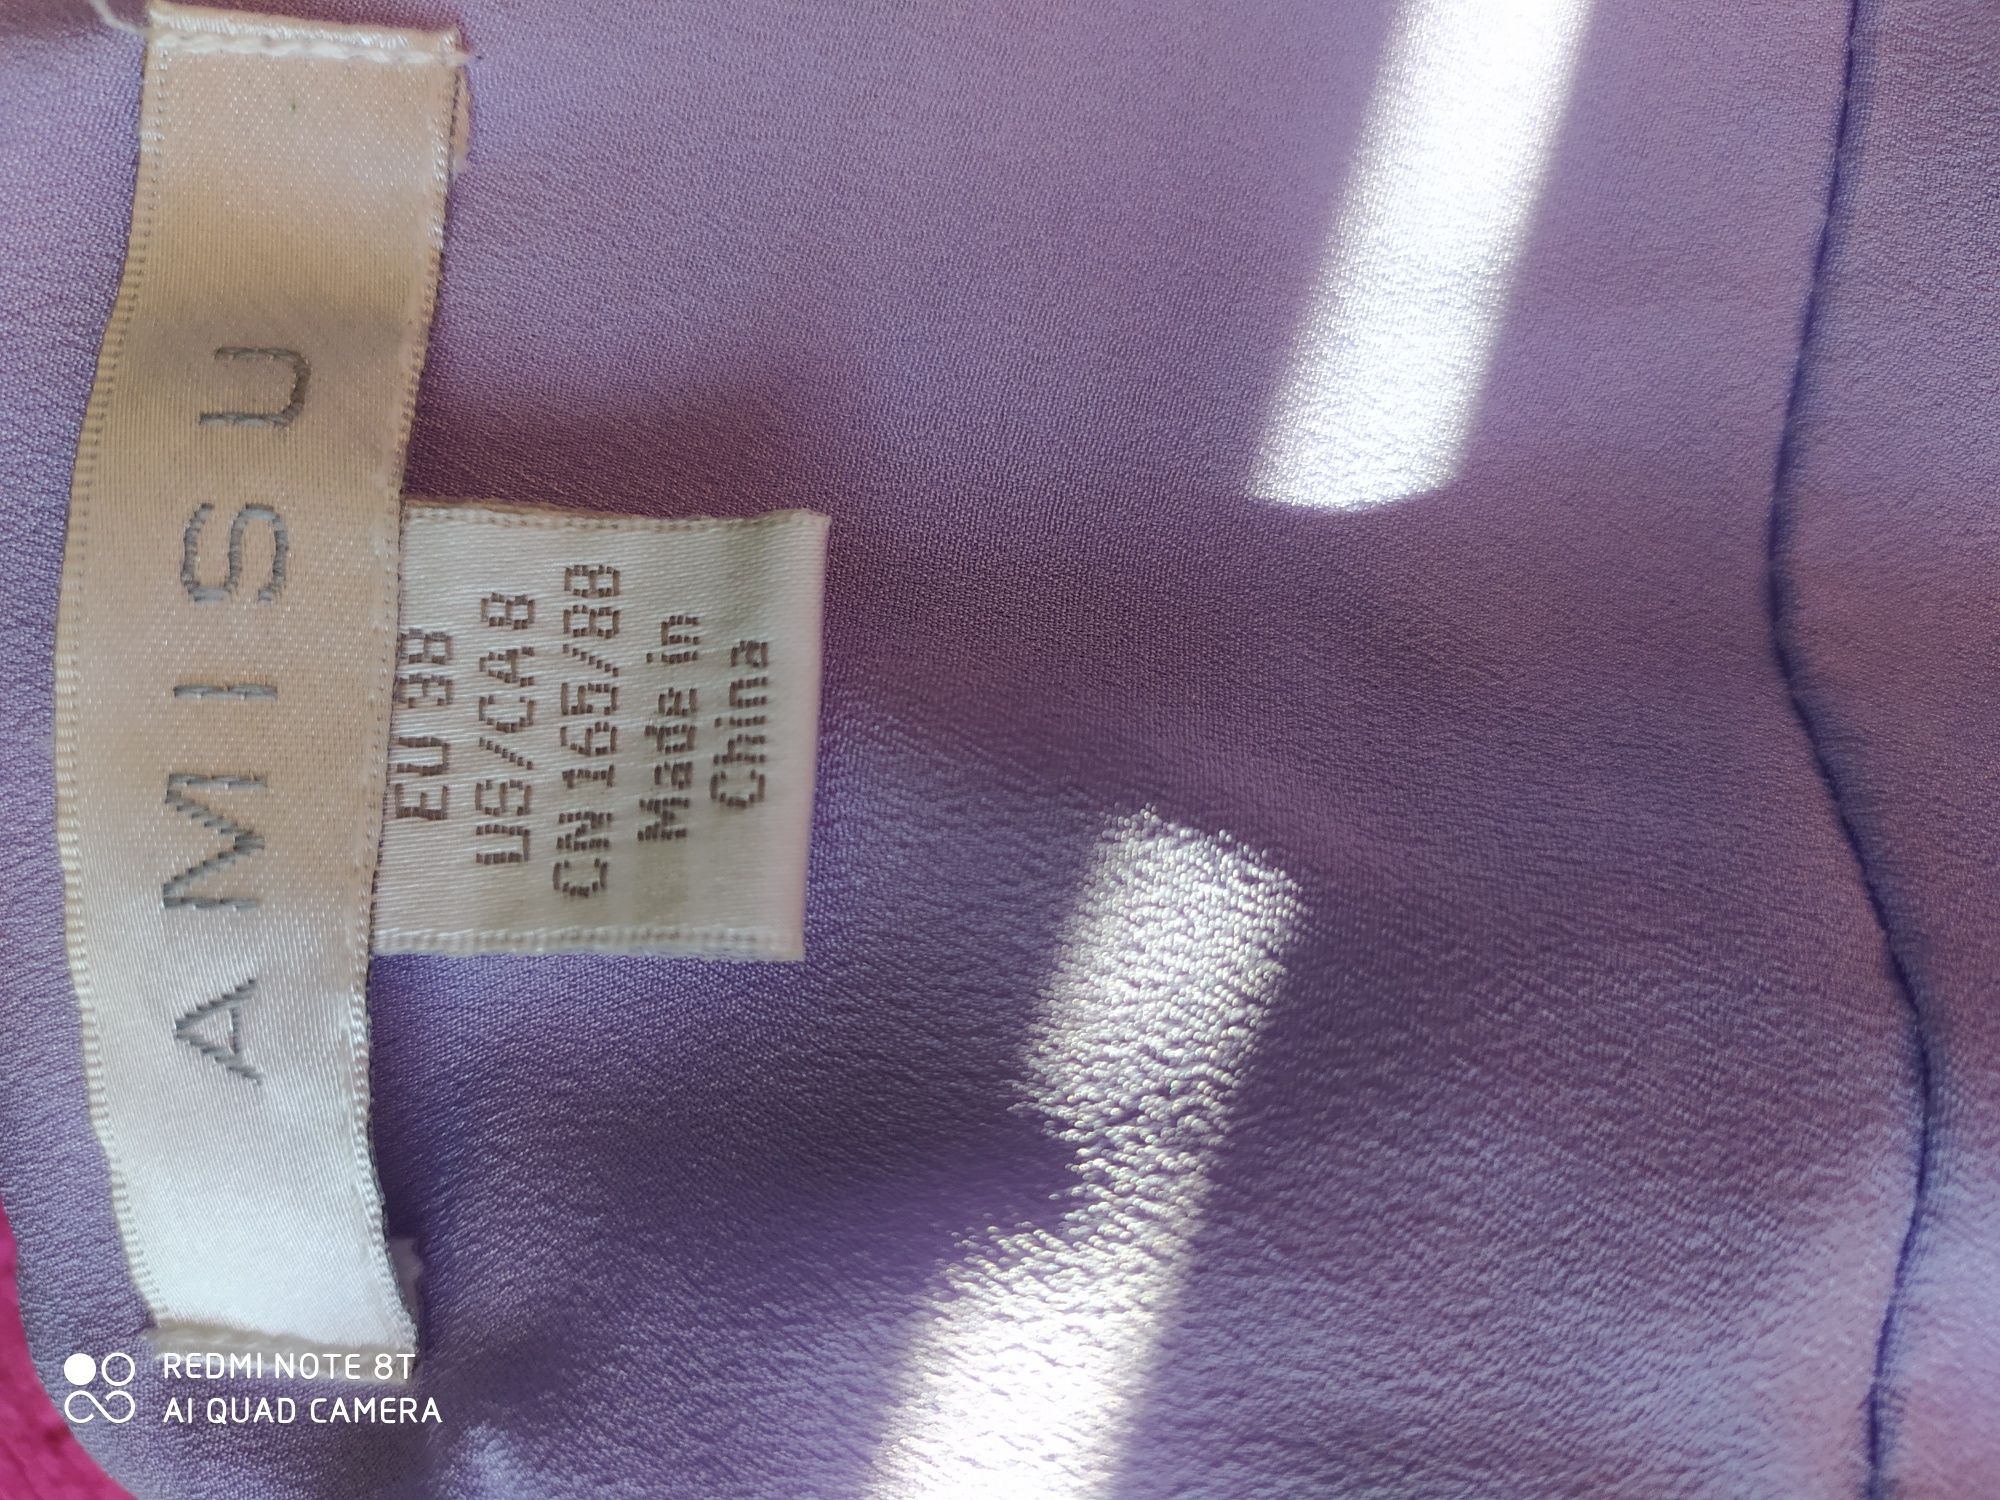 AMISU
EU 38
US/CA 8
CN 165/88
Made in
China
REDMI NOTE 8T
AI QUAD CAMERA